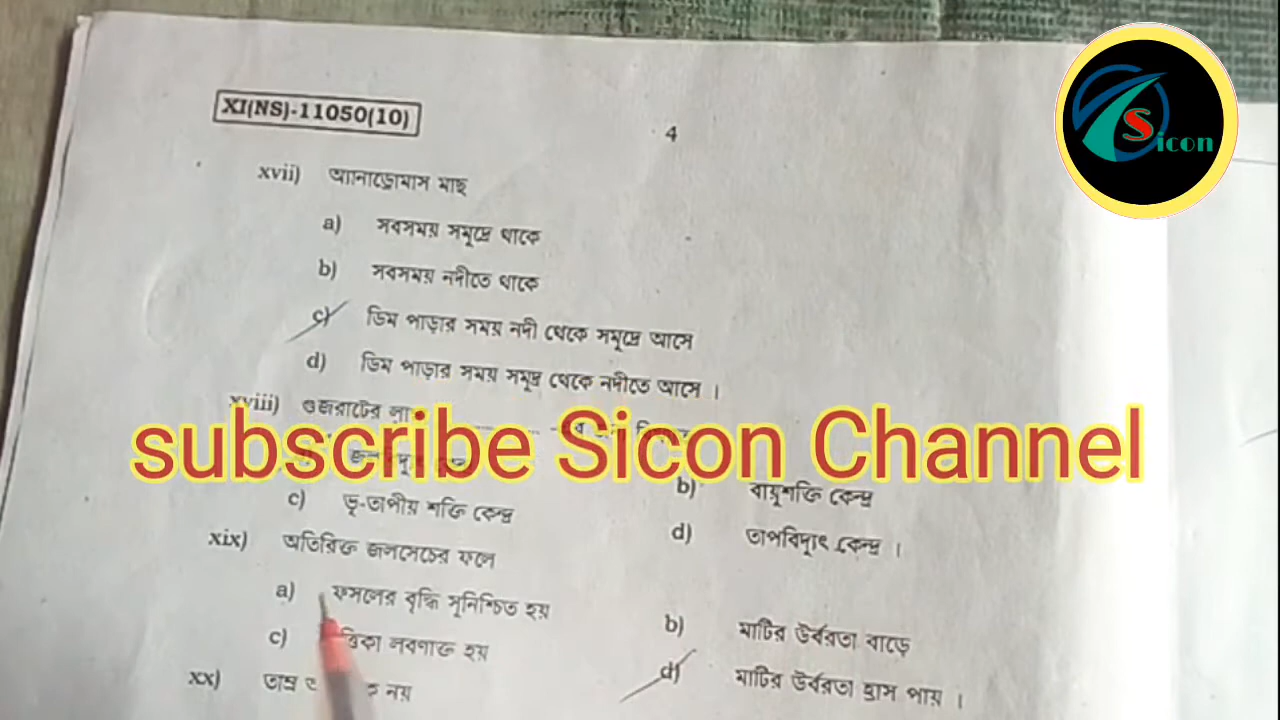 XI(NS)-11050(10)
4
Sicon
xvii) অ্যানাড্রোমাস মাছ
a) সবসময় সমুদ্রে থাকে
b) সবসময় নদীতে থাকে
c) ডিম পাড়ার সময় নদী থেকে সমুদ্রে আসে
d) ডিম পাড়ার সময় সমুদ্র থেকে নদীতে আসে ।
xviii) গুজরাটের
subscribe Sicon Channel
b) বায়ুশক্তি কেন্দ্র
c) ভূ-তাপীয় শক্তি কেন্দ্র
d) তাপবিদ্যুৎ কেন্দ্র ।
xix) অতিরিক্ত জলসেচের ফলে
a) ফসলের বৃদ্ধি সুনিশ্চিত হয়
b) মাটির উর্বরতা বাড়ে
c) লবণাক্ত হয়
d) মাটির উর্বরতা হ্রাস পায় ।
xx) তাম্র নয়